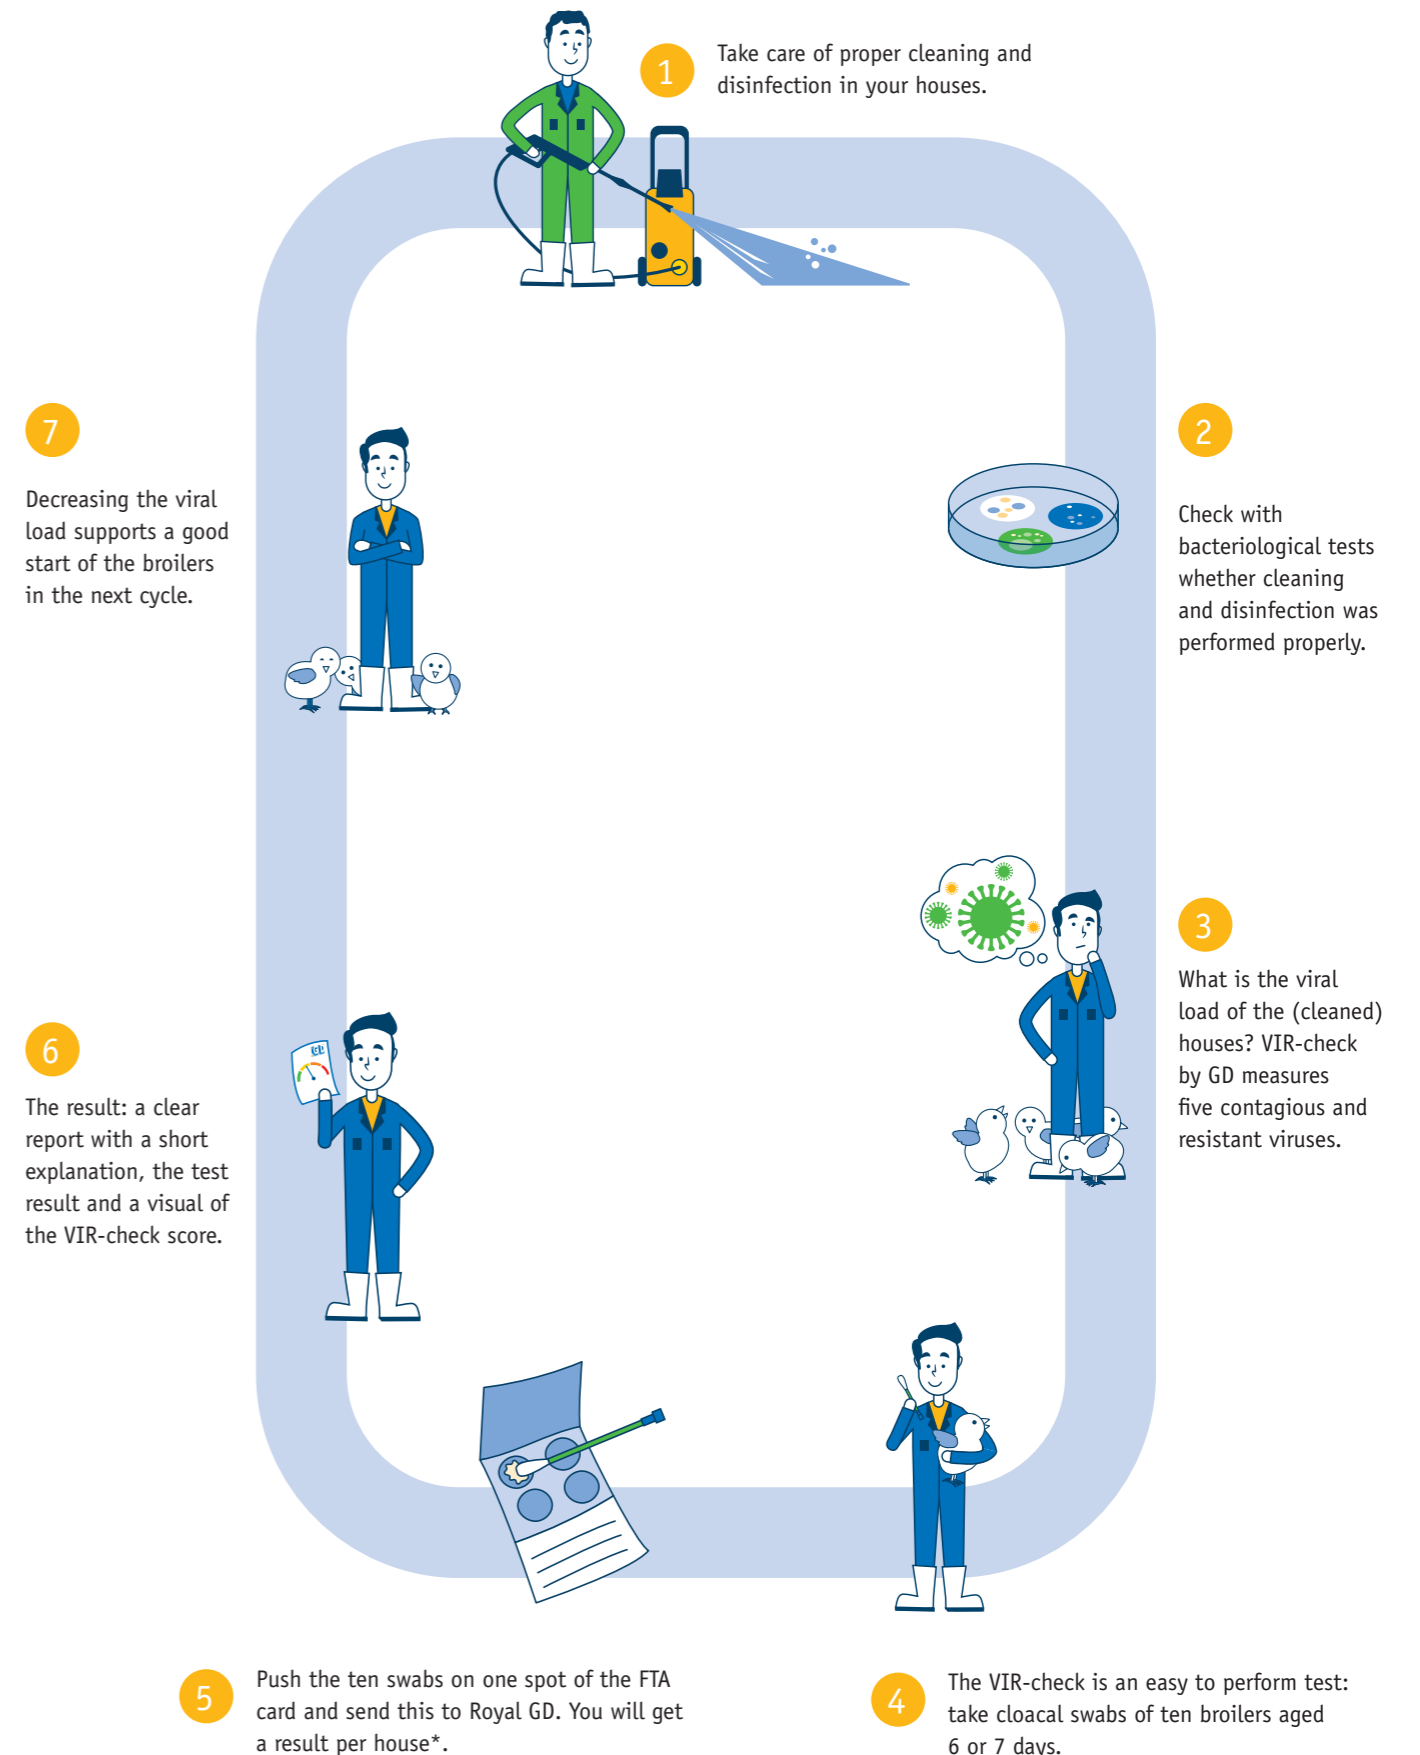 1
Take care of proper cleaning and
disinfection in your houses.
2
Check with
bacteriological tests
whether cleaning
and disinfection was
performed properly.
3
What is the viral
load of the (cleaned)
houses? VIR-check
by GD measures
five contagious and
resistant viruses.
4
The VIR-check is an easy to perform test:
take cloacal swabs of ten broilers aged
6 or 7 days.
5
Push the ten swabs on one spot of the FTA
card and send this to Royal GD. You will get
a result per house*.
6
The result: a clear
report with a short
explanation, the test
result and a visual of
the VIR-check score.
7
Decreasing the viral
load supports a good
start of the broilers
in the next cycle.